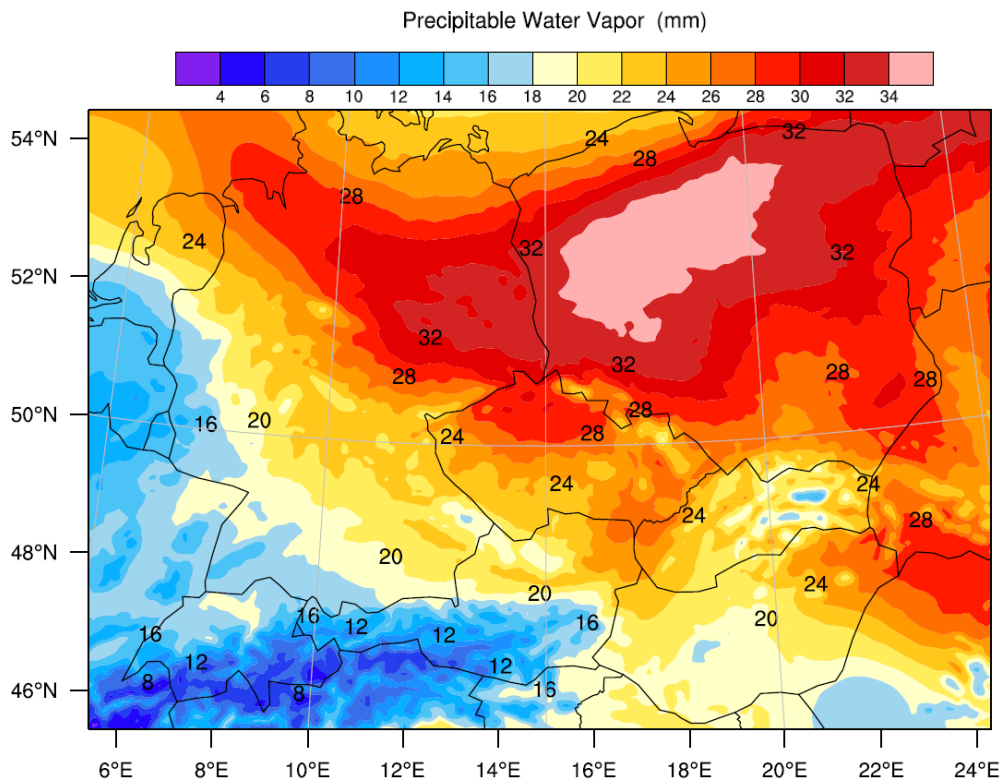 Precipitable Water Vapor (mm)
4 6 8 10 12 14 16 18 20 22 24 26 28 30 32 34
54°N 24 32
28
28
24 32 32
52°N
32 32
28 28 28
50°N 16 20 24 28 28
24 24
24 28
48°N 20
20 24
16 16 12 16 20
12 12 12
46°N 8 8 16
6°E 8°E 10°E 12°E 14°E 16°E 18°E 20°E 22°E 24°E